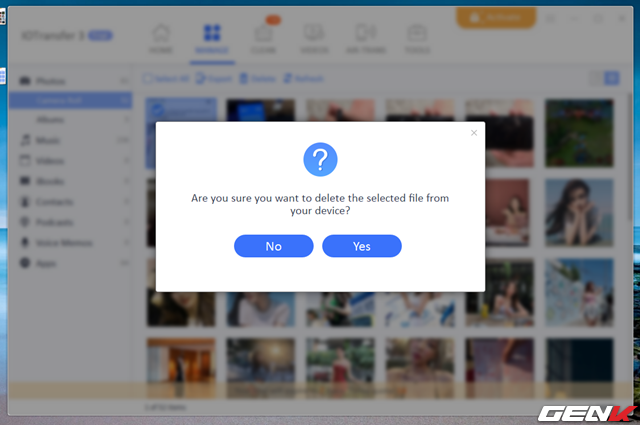 IOTransfer 3
HOME
MANAGE
CLEAN
VIDEOS
AIR-TRANS
TOOLS
Select All
Export
Delete
Refresh
Photos
Camera Roll
Albums
Music
Videos
iBooks
Contacts
Podcasts
Voice Memos
Apps
Are you sure you want to delete the selected file from
your device?
No
Yes
GENK